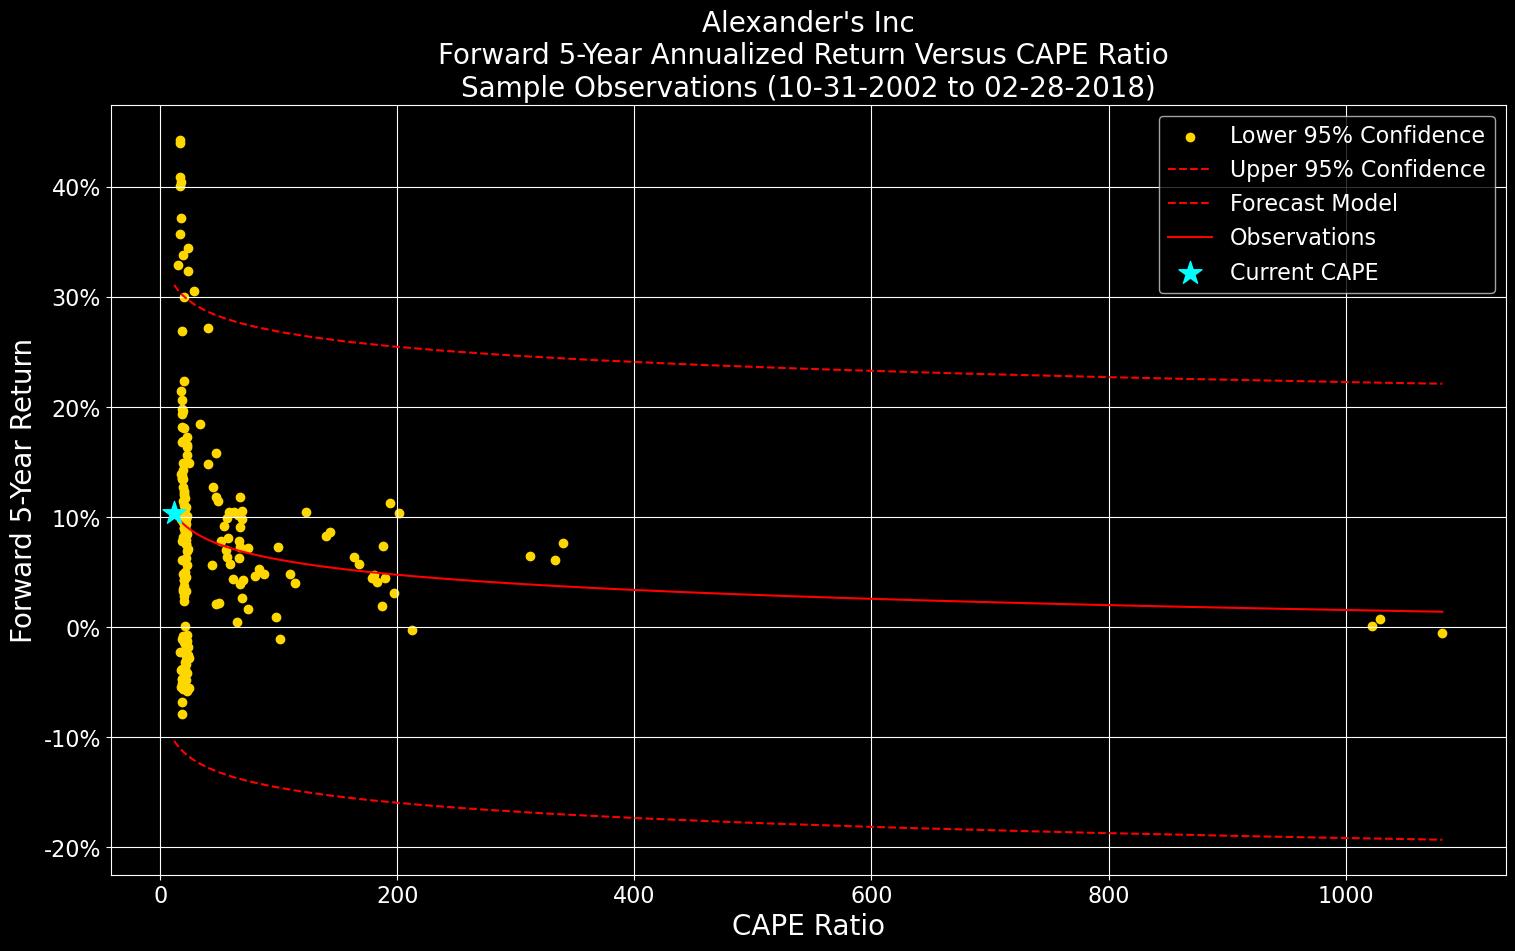 Alexander's Inc
Forward 5-Year Annualized Return Versus CAPE Ratio
Sample Observations (10-31-2002 to 02-28-2018)
Lower 95% Confidence
Upper 95% Confidence
Forecast Model
Observations
Current CAPE
Forward 5-Year Return
40%
30%
20%
10%
0%
-10%
-20%
0 200 400 600 800 1000
CAPE Ratio